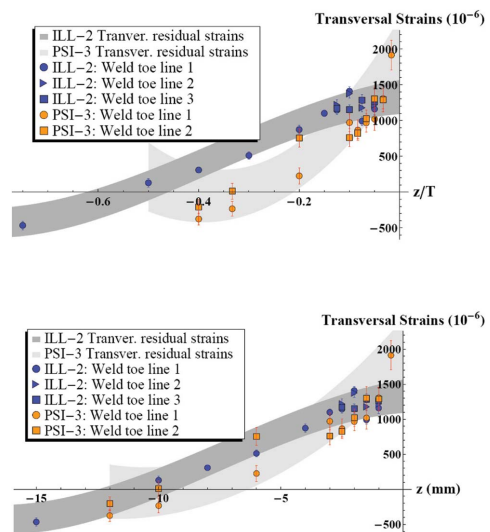 Transversal Strains (10⁻⁶)
ILL−2 Tranver. residual strains
PSI−3 Transver. residual strains
ILL−2: Weld toe line 1
ILL−2: Weld toe line 2
ILL−2: Weld toe line 3
PSI−3: Weld toe line 1
PSI−3: Weld toe line 2
2000
1500
1000
500
−0.6 −0.4 −0.2
z/T
−500
Transversal Strains (10⁻⁶)
ILL−2 Tranver. residual strains
PSI−3 Transver. residual strains
ILL−2: Weld toe line 1
ILL−2: Weld toe line 2
ILL−2: Weld toe line 3
PSI−3: Weld toe line 1
PSI−3: Weld toe line 2
2000
1500
1000
500
z (mm)
−15 −10 −5
−500